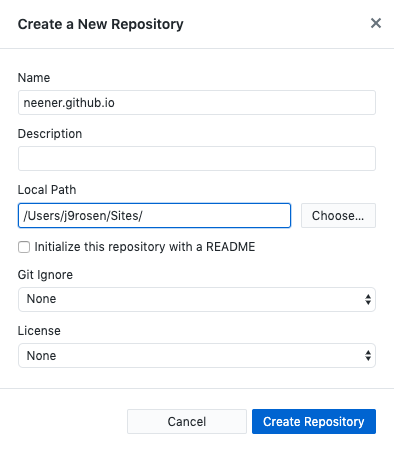 Create a New Repository
Name
neener.github.io
Description
Local Path
/Users/j9rosen/Sites/
Choose...
Initialize this repository with a README
Git Ignore
None
License
None
Cancel
Create Repository